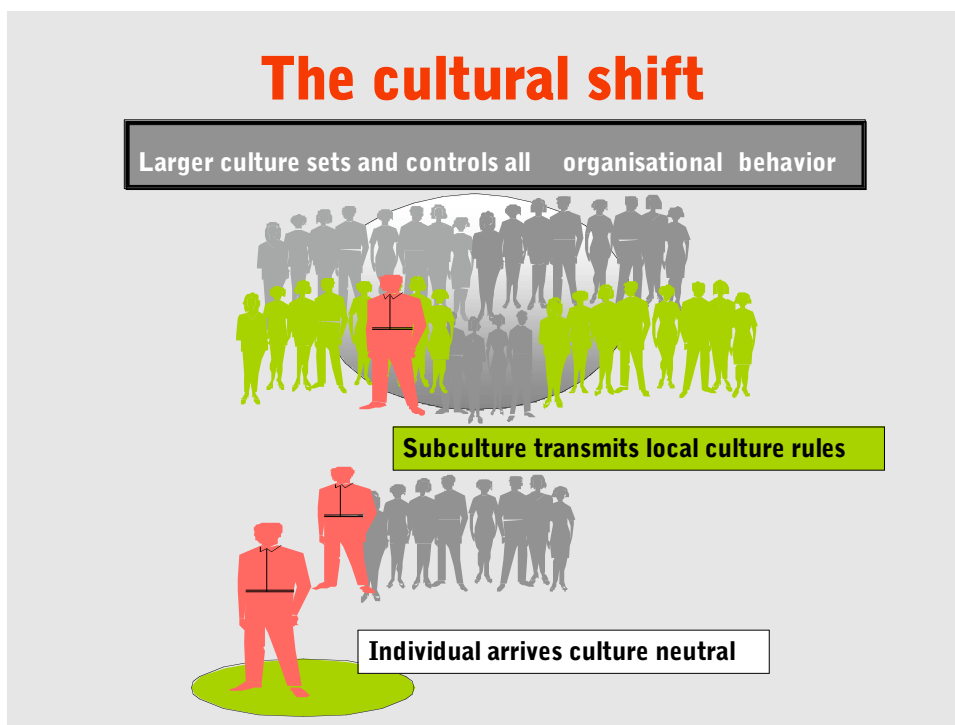 The cultural shift
Larger culture sets and controls all organisational behavior
Subculture transmits local culture rules
Individual arrives culture neutral